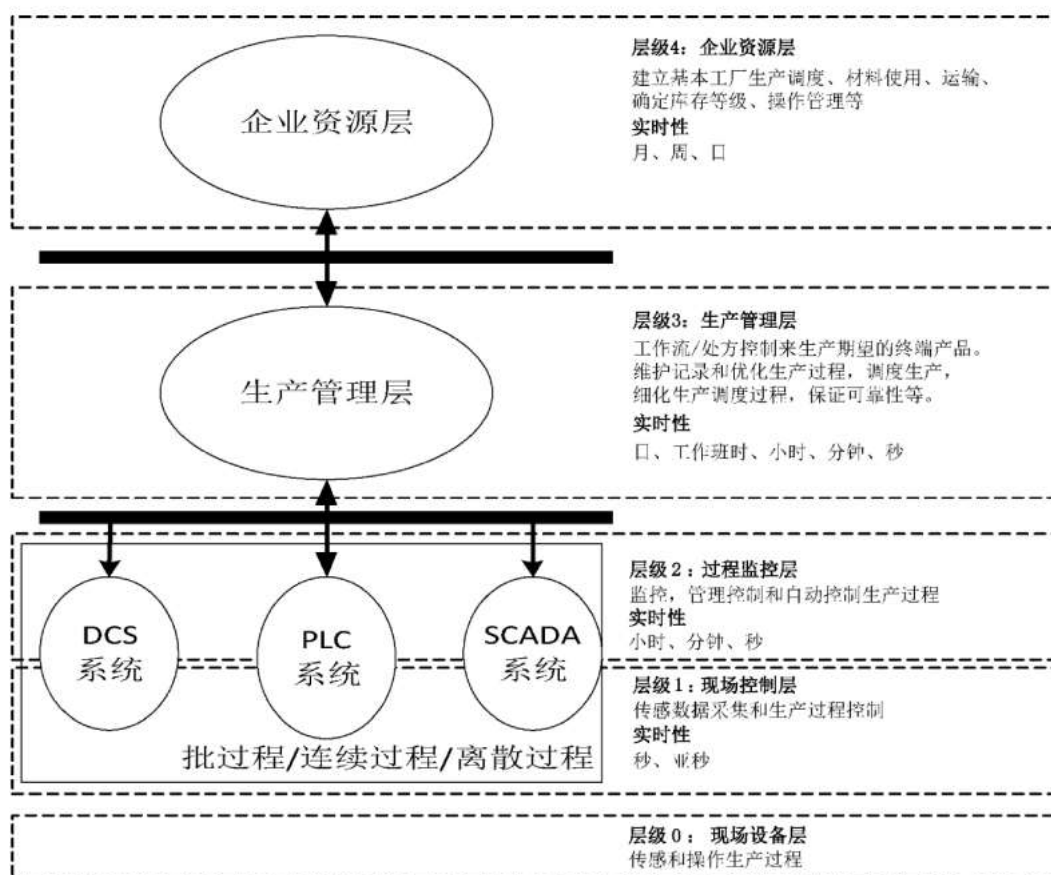 企业资源层
层级4：企业资源层
建立基本工厂生产调度、材料使用、运输、
确定库存等级、操作管理等
实时性
月、周、日
生产管理层
层级3：生产管理层
工作流/处方控制来生产期望的终端产品。
维护记录和优化生产过程，调度生产，
细化生产调度过程，保证可靠性等。
实时性
日、工作班时、小时、分钟、秒
DCS
系统
PLC
系统
SCADA
系统
层级2：过程监控层
监控，管理控制和自动控制生产过程
实时性
小时、分钟、秒
层级1：现场控制层
传感数据采集和生产过程控制
实时性
秒、亚秒
批过程/连续过程/离散过程
层级0： 现场设备层
传感和操作生产过程